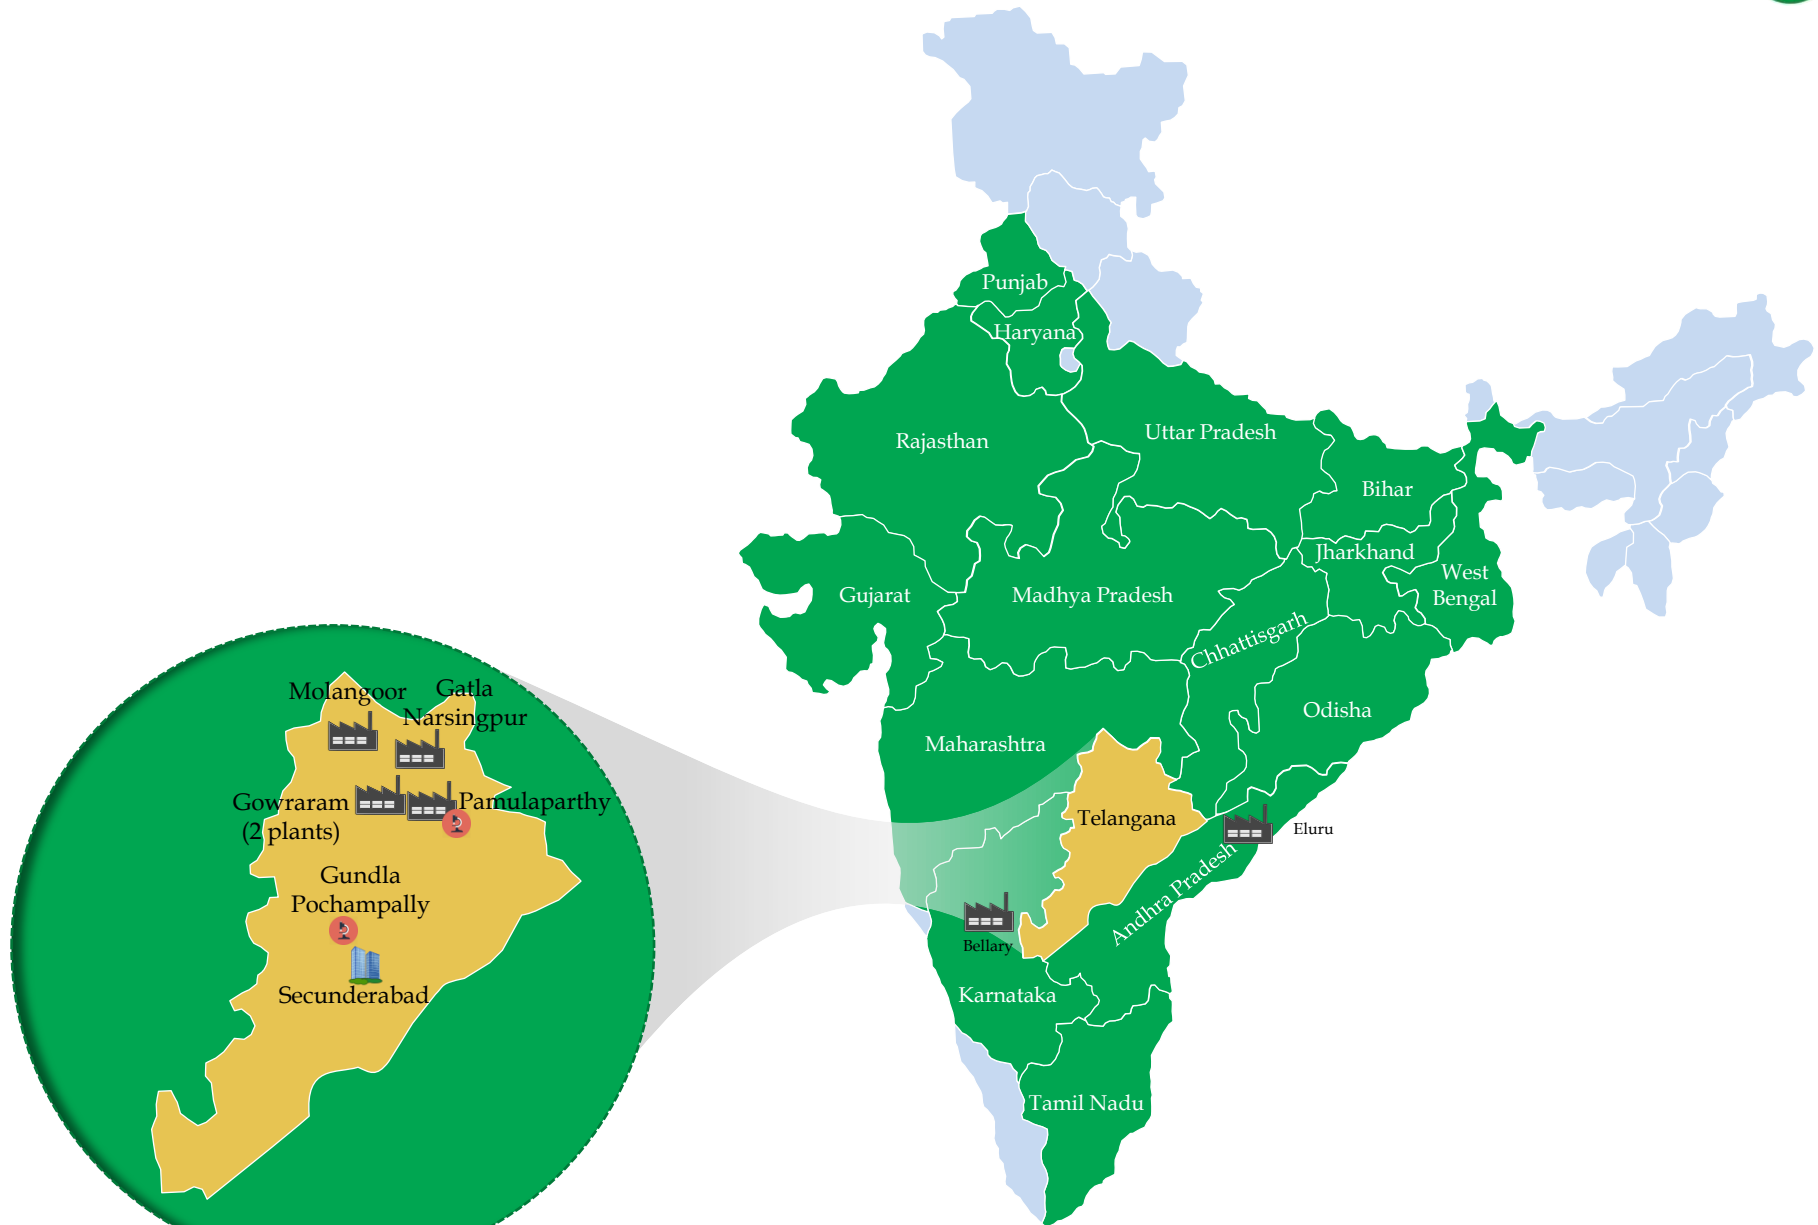 Punjab
Haryana
Rajasthan
Uttar Pradesh
Bihar
Jharkhand
West
Bengal
Gujarat
Madhya Pradesh
Chhattisgarh
Odisha
Maharashtra
Telangana
Eluru
Andhra Pradesh
Bellary
Karnataka
Tamil Nadu
Molangoor
Gatla
Narsingpur
Gowraram
(2 plants)
Pamulaparthy
Gundla
Pochampally
Secunderabad